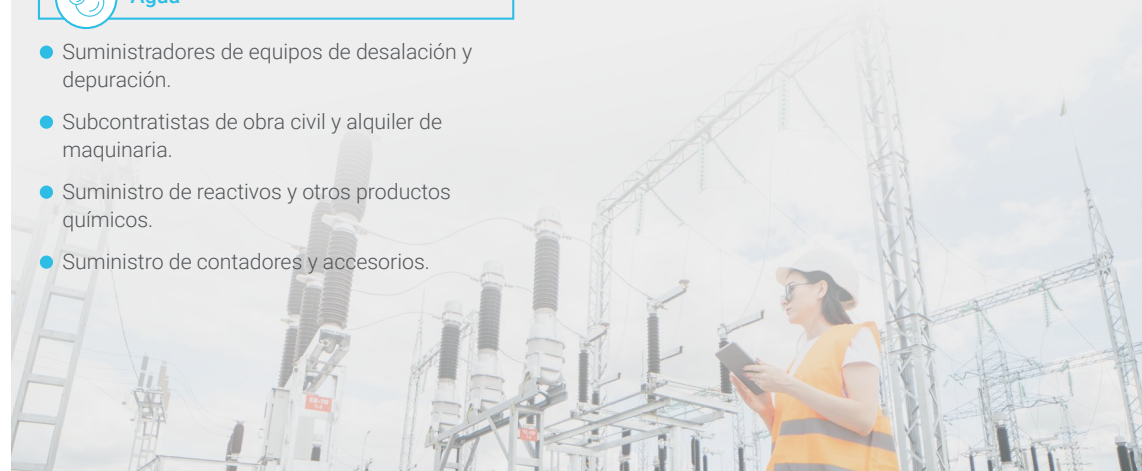 Agua
Suministradores de equipos de desalación y
depuración.
Subcontratistas de obra civil y alquiler de
maquinaria.
Suministro de reactivos y otros productos
químicos.
Suministro de contadores y accesorios.